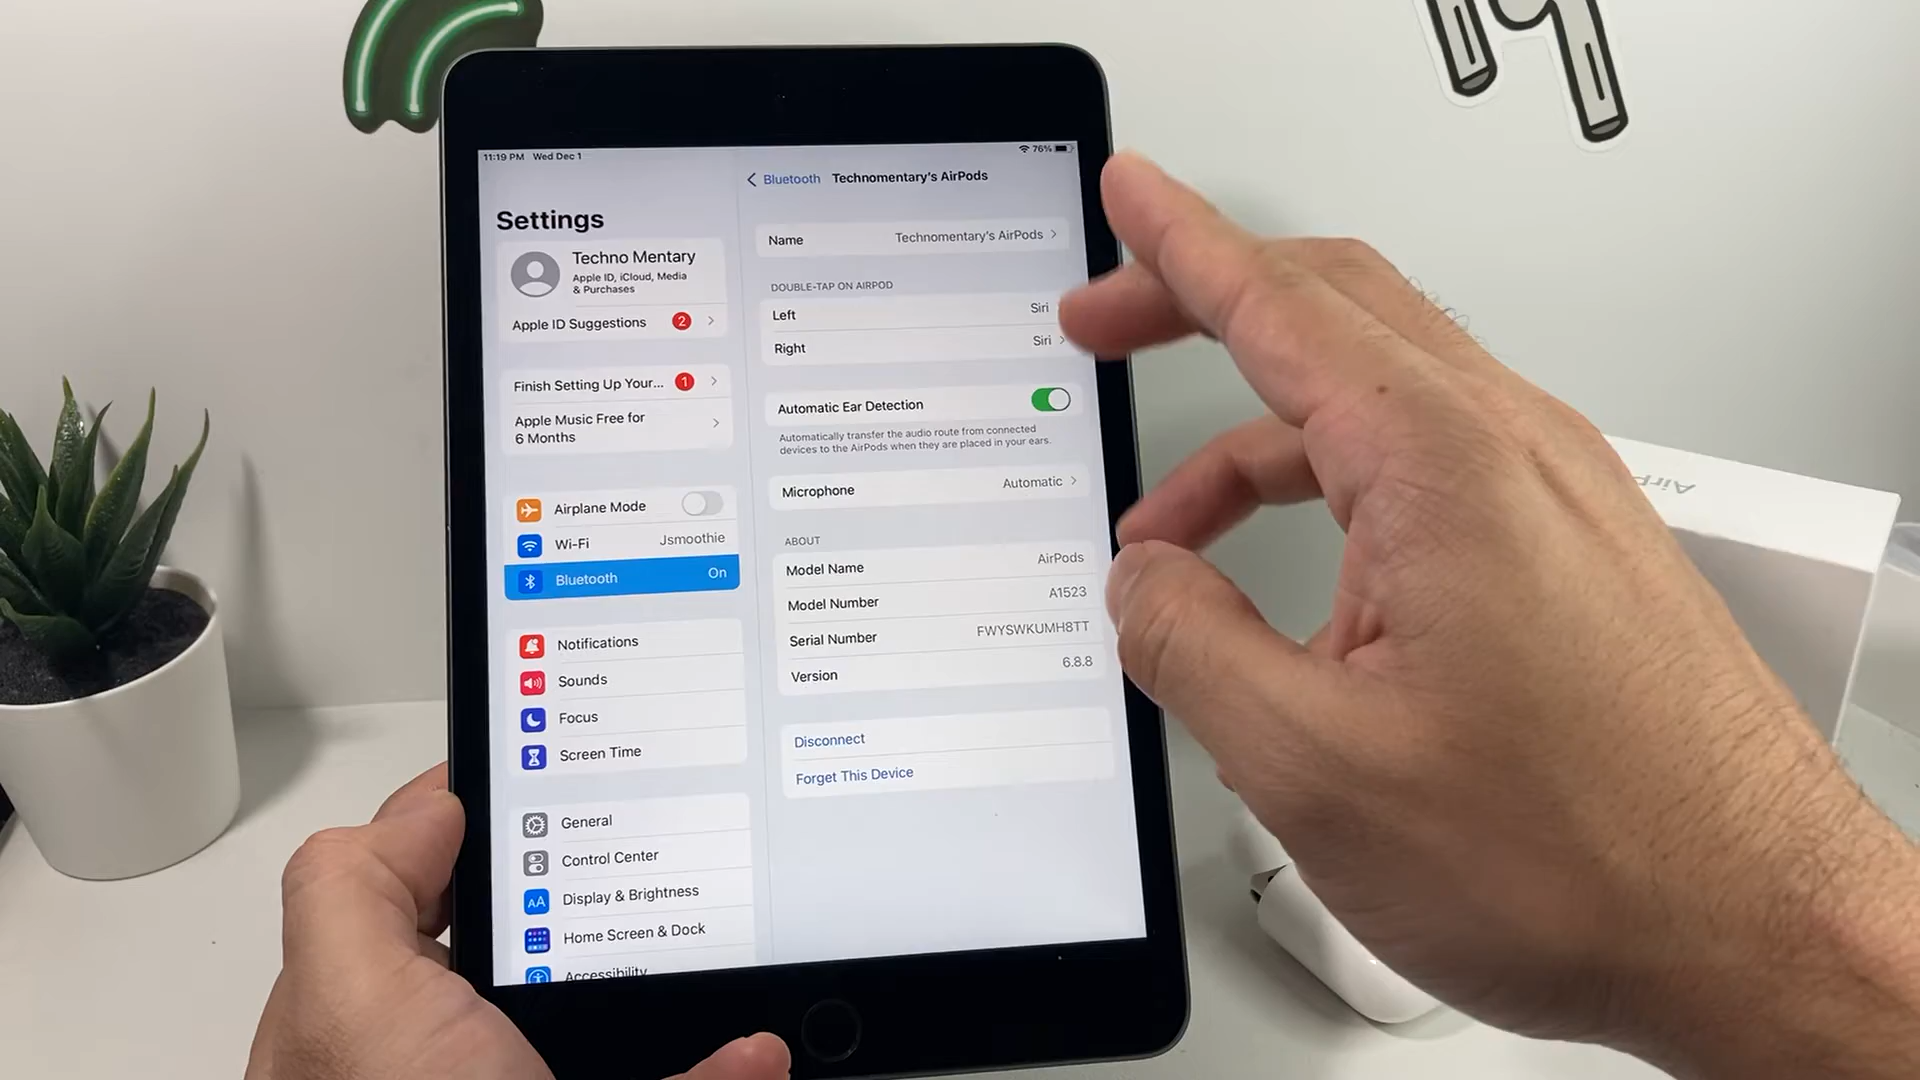 11:19 PM Wed Dec 1
76%
Settings
Techno Mentary
Apple ID, iCloud, Media
& Purchases
Apple ID Suggestions 2
Finish Setting Up Your... 1
Apple Music Free for
6 Months
Airplane Mode
Wi-Fi Jsmoothie
Bluetooth On
Notifications
Sounds
Focus
Screen Time
General
Control Center
AA Display & Brightness
Home Screen & Dock
Accessibility
Bluetooth Technomentary's AirPods
Name Technomentary's AirPods
DOUBLE-TAP ON AIRPOD
Left Siri
Right Siri
Automatic Ear Detection
Automatically transfer the audio route from connected
devices to the AirPods when they are placed in your ears.
Microphone Automatic
ABOUT
Model Name AirPods
Model Number A1523
Serial Number FWYSWKUMH8TT
Version 6.8.8
Disconnect
Forget This Device